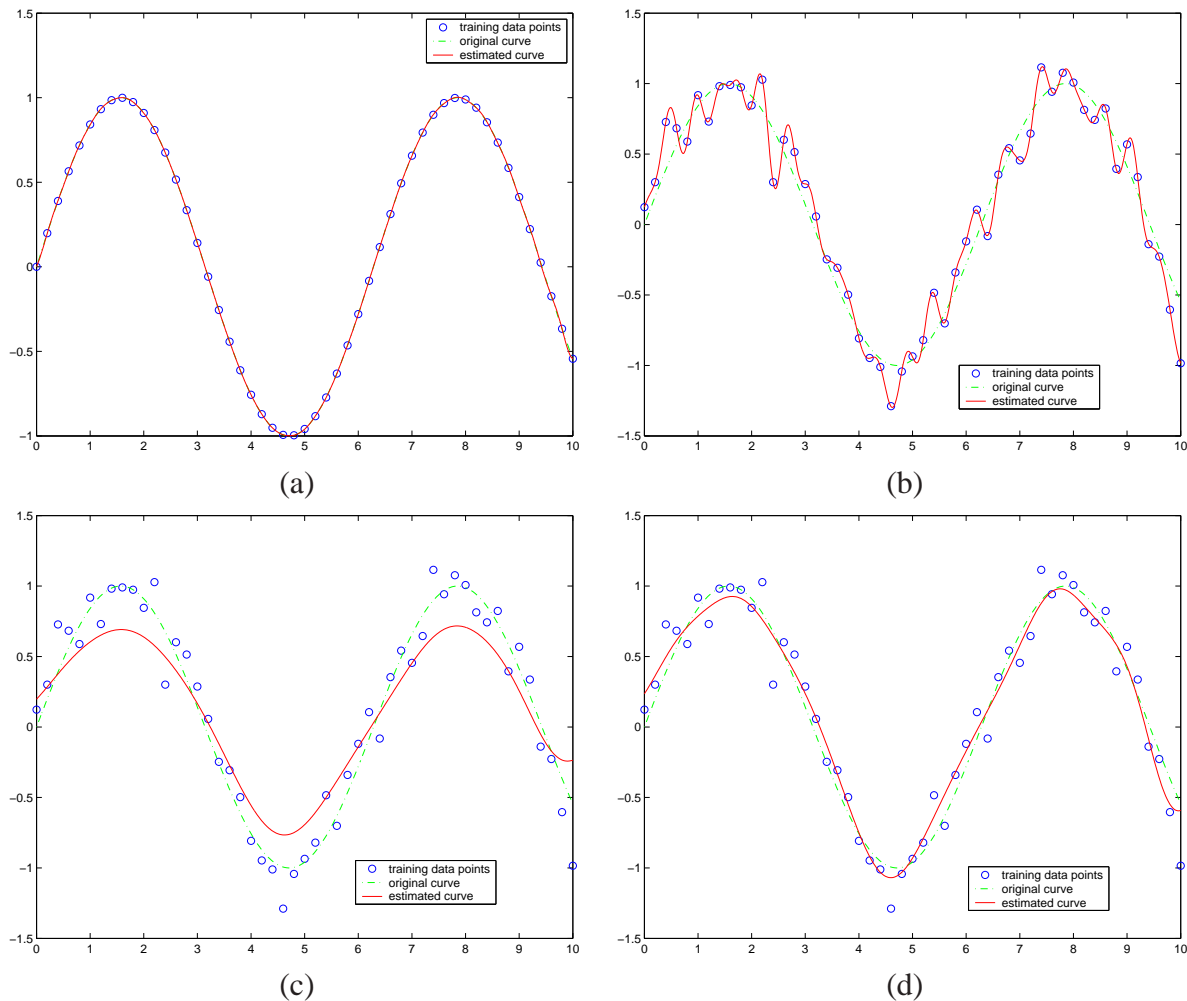 1.5
1
0.5
0
−0.5
−1
0 1 2 3 4 5 6 7 8 9 10
training data points
original curve
estimated curve
(a)
1.5
1
0.5
0
−0.5
−1
−1.5
0 1 2 3 4 5 6 7 8 9 10
training data points
original curve
estimated curve
(b)
1.5
1
0.5
0
−0.5
−1
−1.5
0 1 2 3 4 5 6 7 8 9 10
training data points
original curve
estimated curve
(c)
1.5
1
0.5
0
−0.5
−1
−1.5
0 1 2 3 4 5 6 7 8 9 10
training data points
original curve
estimated curve
(d)